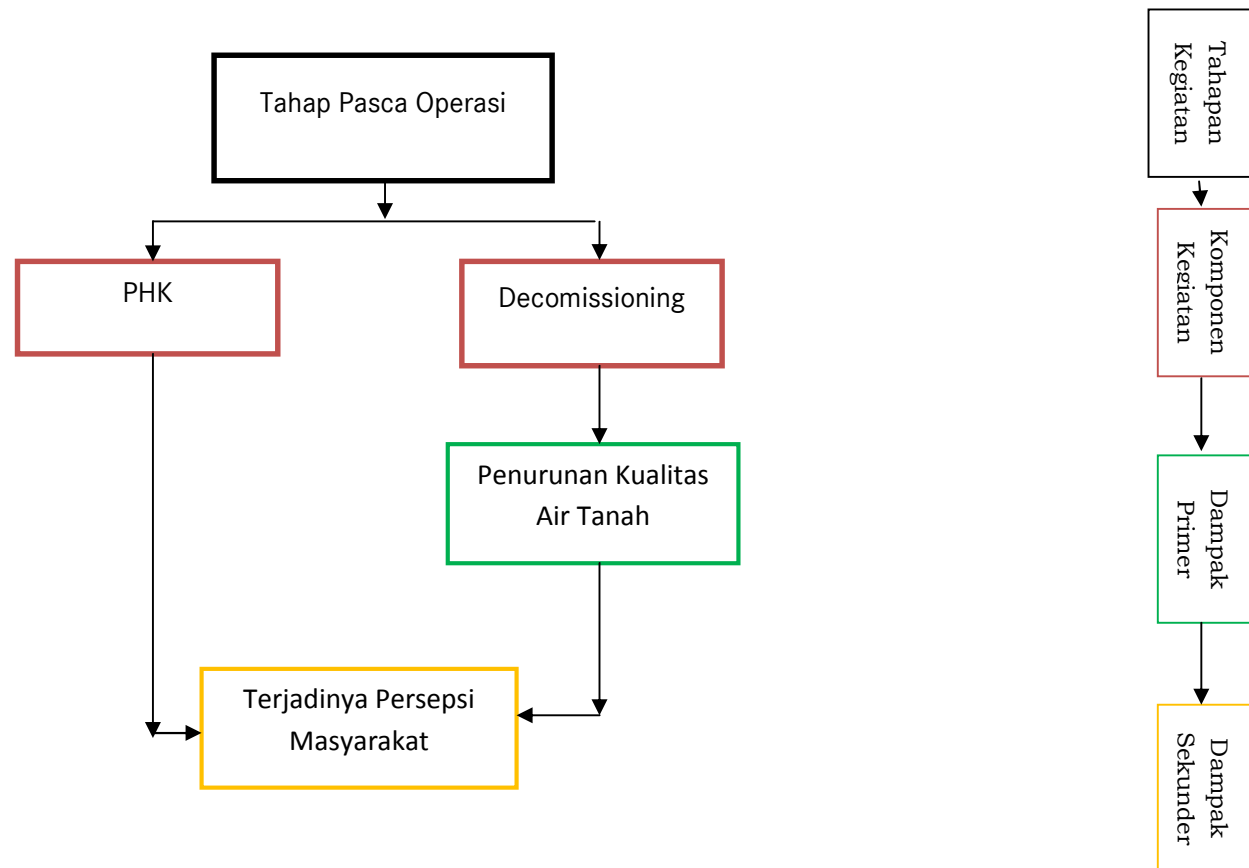 Tahap Pasca Operasi
PHK
Decomissioning
Penurunan Kualitas
Air Tanah
Terjadinya Persepsi
Masyarakat
Tahapan
Kegiatan
Komponen
Kegiatan
Dampak
Primer
Dampak
Sekunder